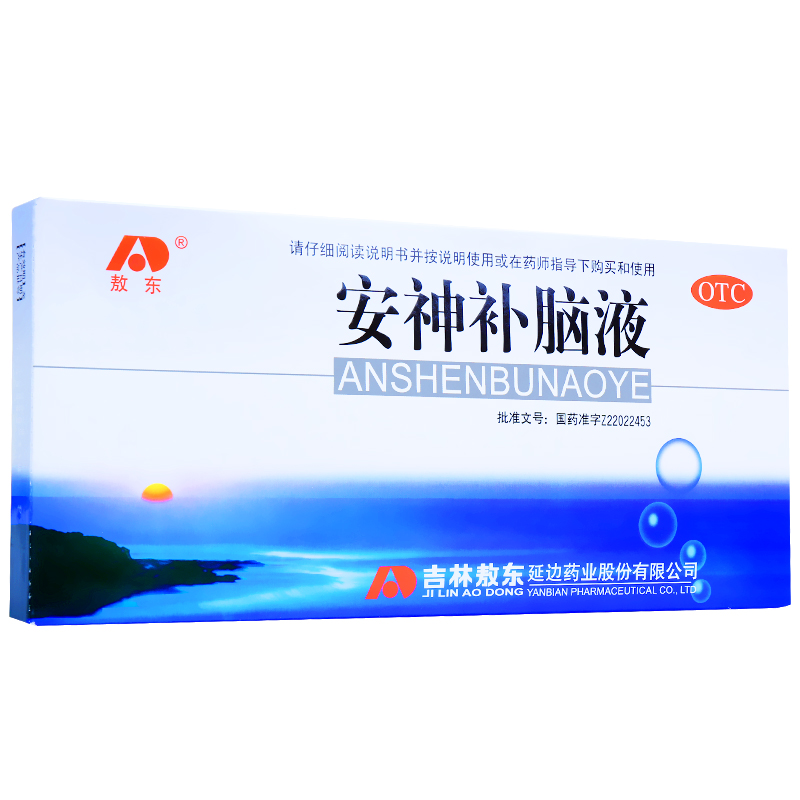 敖东
®
请仔细阅读说明书并按说明使用或在药师指导下购买和使用
OTC
安神补脑液
ANSHENBUNAOYE
批准文号：国药准字Z22022453
吉林敖东延边药业股份有限公司
JI LIN AO DONG YANBIAN PHARMACEUTICAL CO., LTD